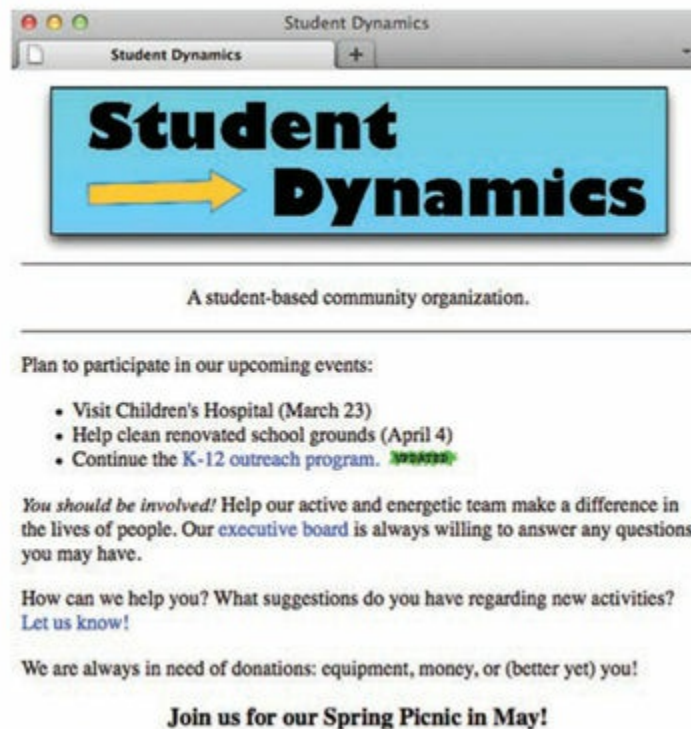 Student Dynamics
Student Dynamics
Student
Dynamics
A student-based community organization.
Plan to participate in our upcoming events:
• Visit Children's Hospital (March 23)
• Help clean renovated school grounds (April 4)
• Continue the K-12 outreach program. UPDATED
You should be involved! Help our active and energetic team make a difference in
the lives of people. Our executive board is always willing to answer any questions
you may have.
How can we help you? What suggestions do you have regarding new activities?
Let us know!
We are always in need of donations: equipment, money, or (better yet) you!
Join us for our Spring Picnic in May!